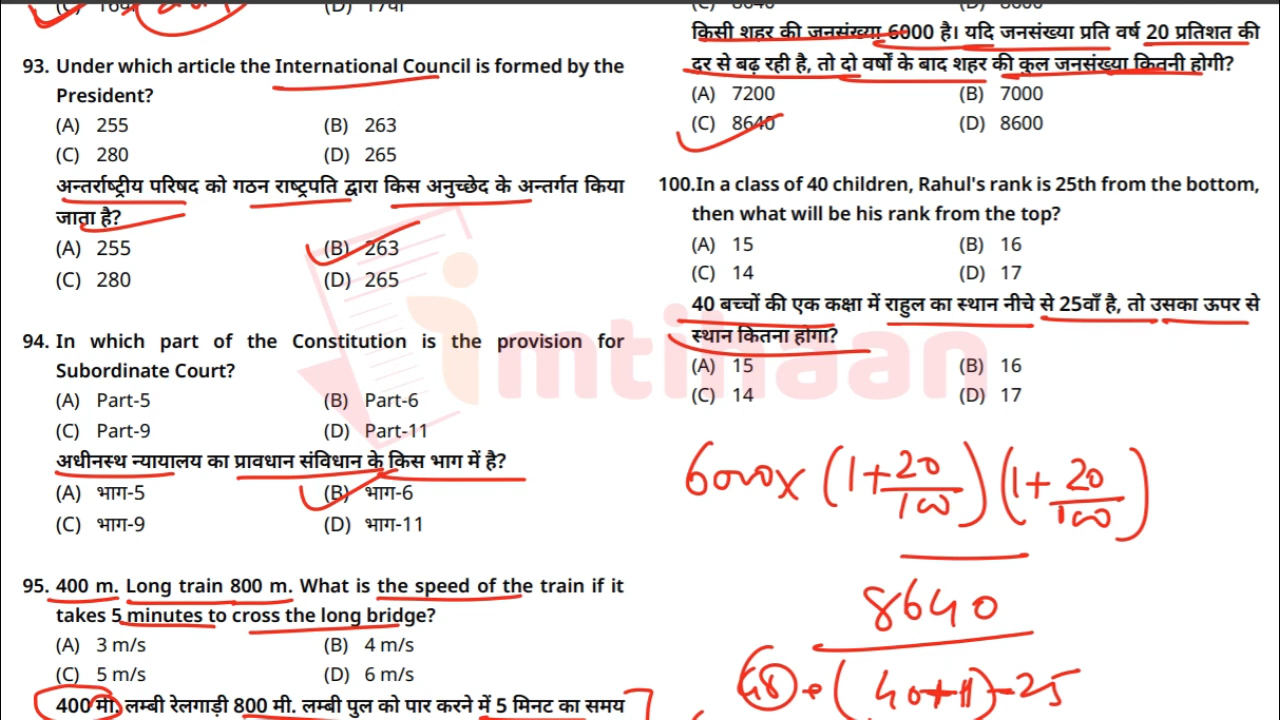 93. Under which article the International Council is formed by the
President?
(A) 255 (B) 263
(C) 280 (D) 265
अन्तर्राष्ट्रीय परिषद को गठन राष्ट्रपति द्वारा किस अनुच्छेद के अन्तर्गत किया
जाता है?
(A) 255 (B) 263
(C) 280 (D) 265
94. In which part of the Constitution is the provision for
Subordinate Court?
(A) Part-5 (B) Part-6
(C) Part-9 (D) Part-11
अधीनस्थ न्यायालय का प्रावधान संविधान के किस भाग में है?
(A) भाग-5 (B) भाग-6
(C) भाग-9 (D) भाग-11
95. 400 m. Long train 800 m. What is the speed of the train if it
takes 5 minutes to cross the long bridge?
(A) 3 m/s (B) 4 m/s
(C) 5 m/s (D) 6 m/s
400 मी. लम्बी रेलगाड़ी 800 मी. लम्बी पुल को पार करने में 5 मिनट का समय
किसी शहर की जनसंख्या 6000 है। यदि जनसंख्या प्रति वर्ष 20 प्रतिशत की
दर से बढ़ रही है, तो दो वर्षों के बाद शहर की कुल जनसंख्या कितनी होगी?
(A) 7200 (B) 7000
(C) 8640 (D) 8600
100.In a class of 40 children, Rahul's rank is 25th from the bottom,
then what will be his rank from the top?
(A) 15 (B) 16
(C) 14 (D) 17
40 बच्चों की एक कक्षा में राहुल का स्थान नीचे से 25वाँ है, तो उसका ऊपर से
स्थान कितना होगा?
(A) 15 (B) 16
(C) 14 (D) 17
imtihaan
6000 x (1+20/100)(1+20/100)
8640
(40+1)-25